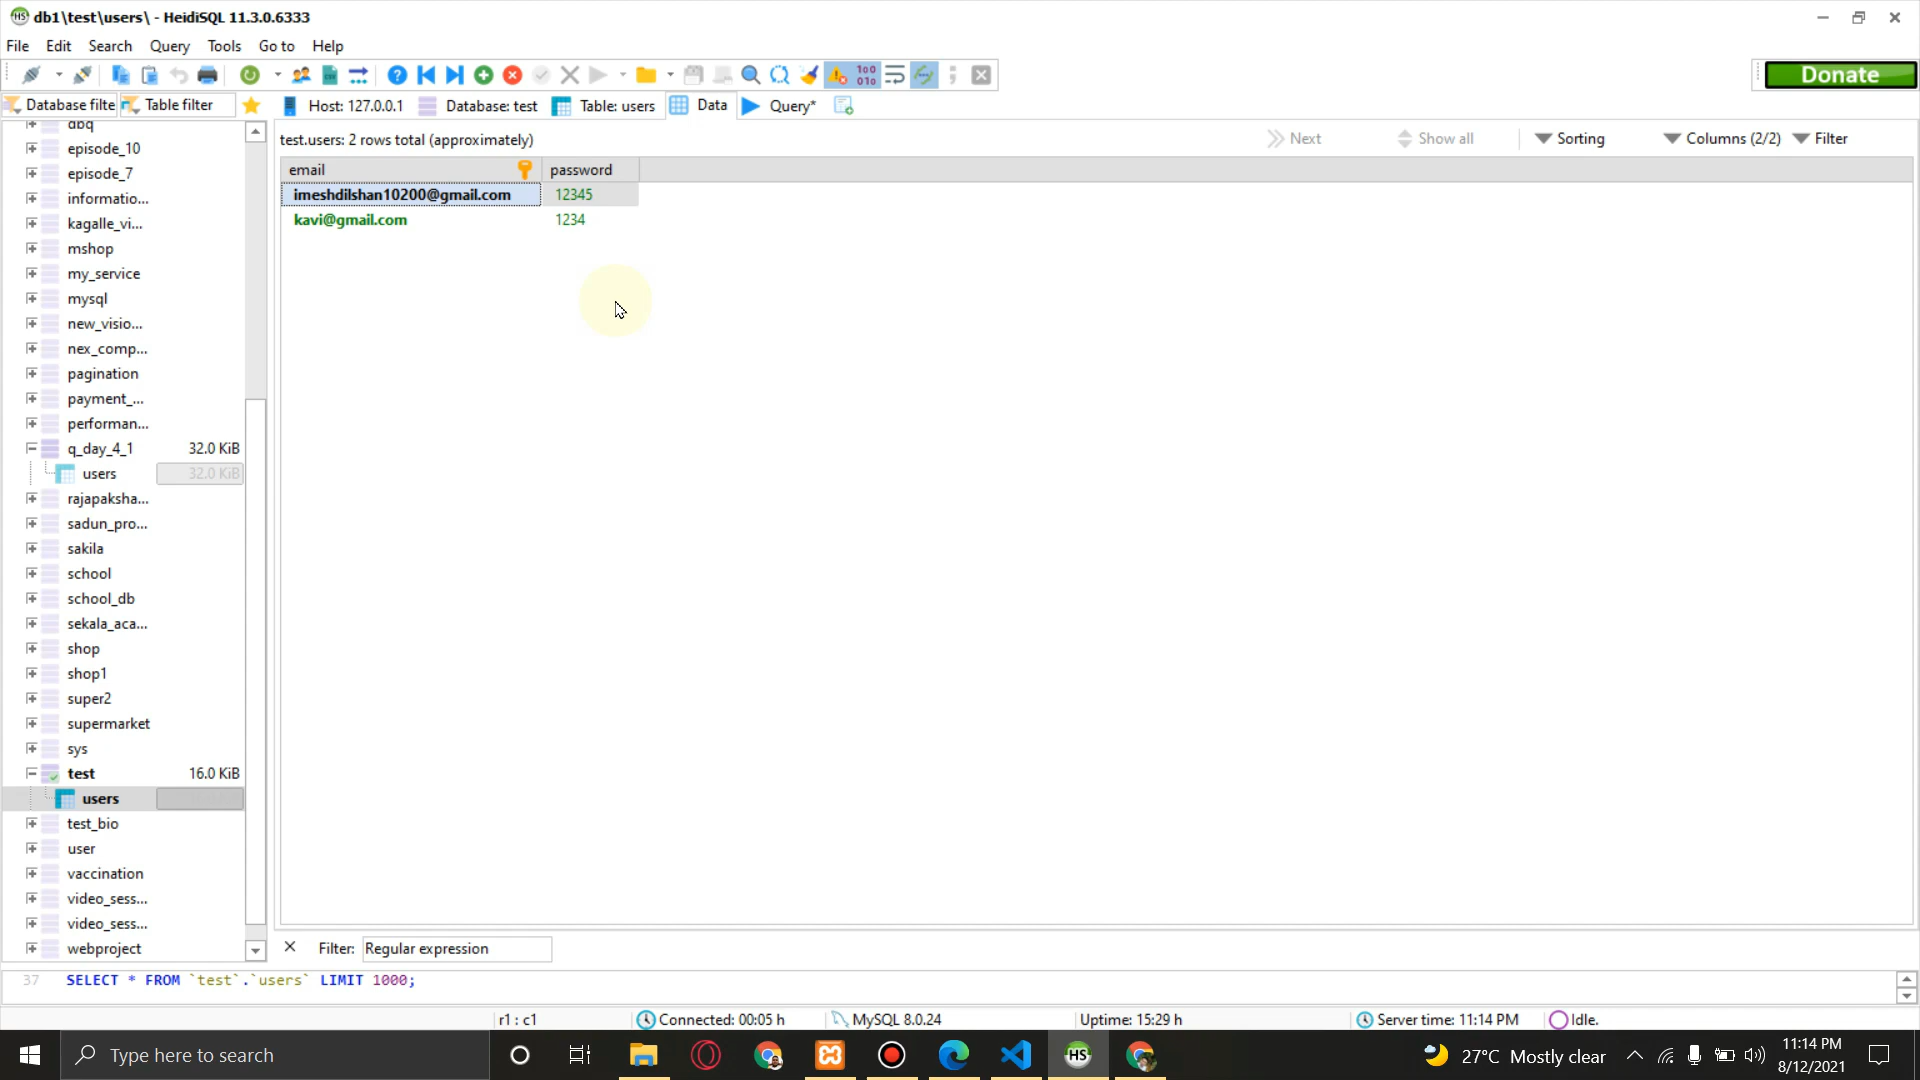 db1\test\users\ - HeidiSQL 11.3.0.6333
File Edit Search Query Tools Go to Help
Donate
Database filte Table filter
Host: 127.0.0.1 Database: test Table: users Data Query*
test.users: 2 rows total (approximately)
Next Show all Sorting Columns (2/2) Filter
email password
imeshdilshan10200@gmail.com 12345
kavi@gmail.com 1234
dbq
episode_10
episode_7
informatio...
kagalle_vi...
mshop
my_service
mysql
new_visio...
nex_comp...
pagination
payment_...
performan...
q_day_4_1 32.0 KiB
users 32.0 KiB
rajapaksha...
sadun_pro...
sakila
school
school_db
sekala_aca...
shop
shop1
super2
supermarket
sys
test 16.0 KiB
users
test_bio
user
vaccination
video_sess...
video_sess...
webproject
Filter: Regular expression
37 SELECT * FROM `test`.`users` LIMIT 1000;
r1 : c1 Connected: 00:05 h MySQL 8.0.24 Uptime: 15:29 h Server time: 11:14 PM Idle.
Type here to search
27°C Mostly clear
11:14 PM
8/12/2021